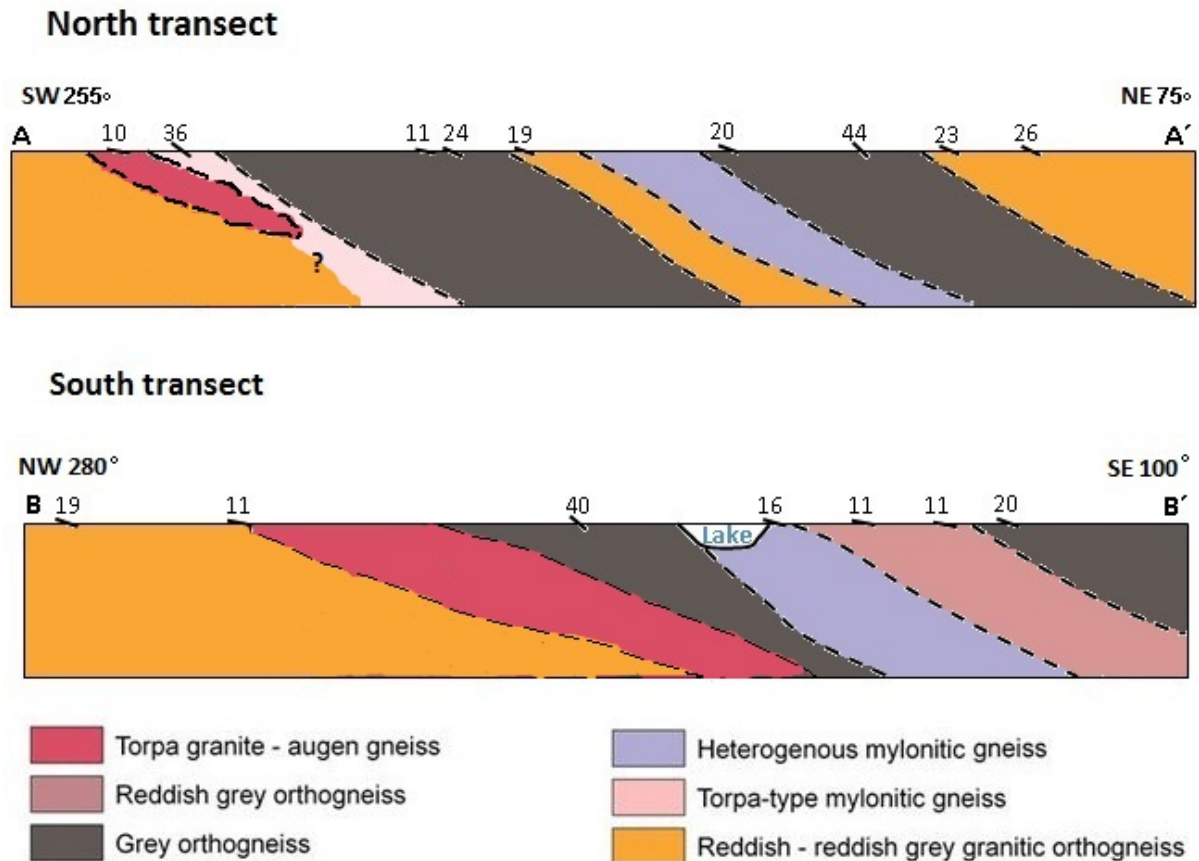 North transect
SW 255°
NE 75°
A 10 36 11 24 19 20 44 23 26 A´
?
South transect
NW 280°
SE 100°
B 19 11 40 16 11 11 20 B´
Lake
Torpa granite - augen gneiss
Heterogenous mylonitic gneiss
Reddish grey orthogneiss
Torpa-type mylonitic gneiss
Grey orthogneiss
Reddish - reddish grey granitic orthogneiss